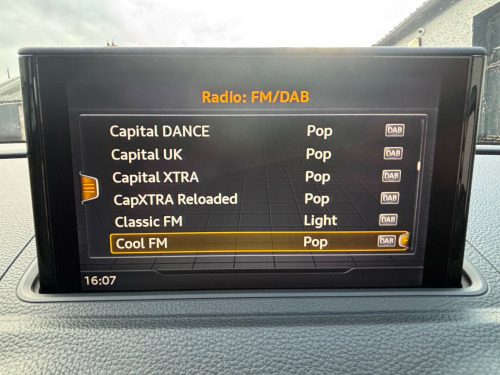 Radio: FM/DAB
Capital DANCE Pop DAB
Capital UK Pop DAB
Capital XTRA Pop DAB
CapXTRA Reloaded Pop DAB
Classic FM Light DAB
Cool FM Pop DAB
16:07